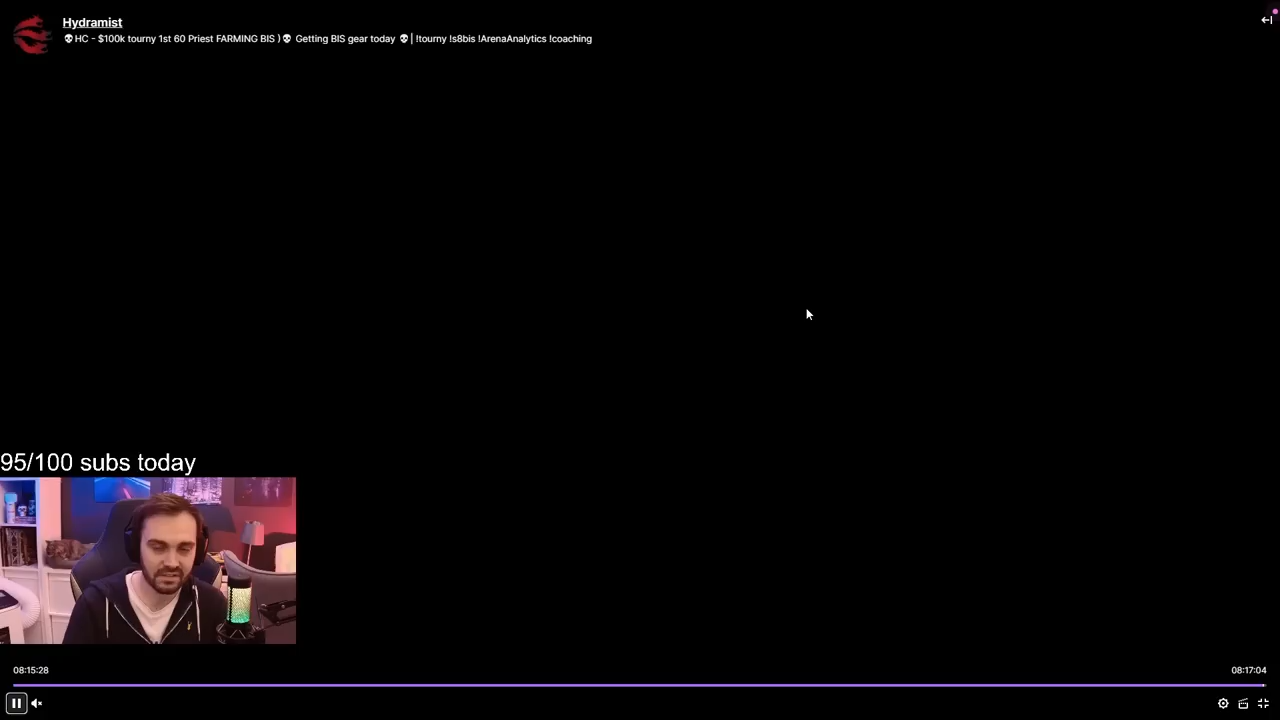 Hydramist
💀HC - $100k tourny 1st 60 Priest FARMING BIS )💀 Getting BIS gear today 💀| !tourny !s8bis !ArenaAnalytics !coaching
95/100 subs today
08:15:28
08:17:04